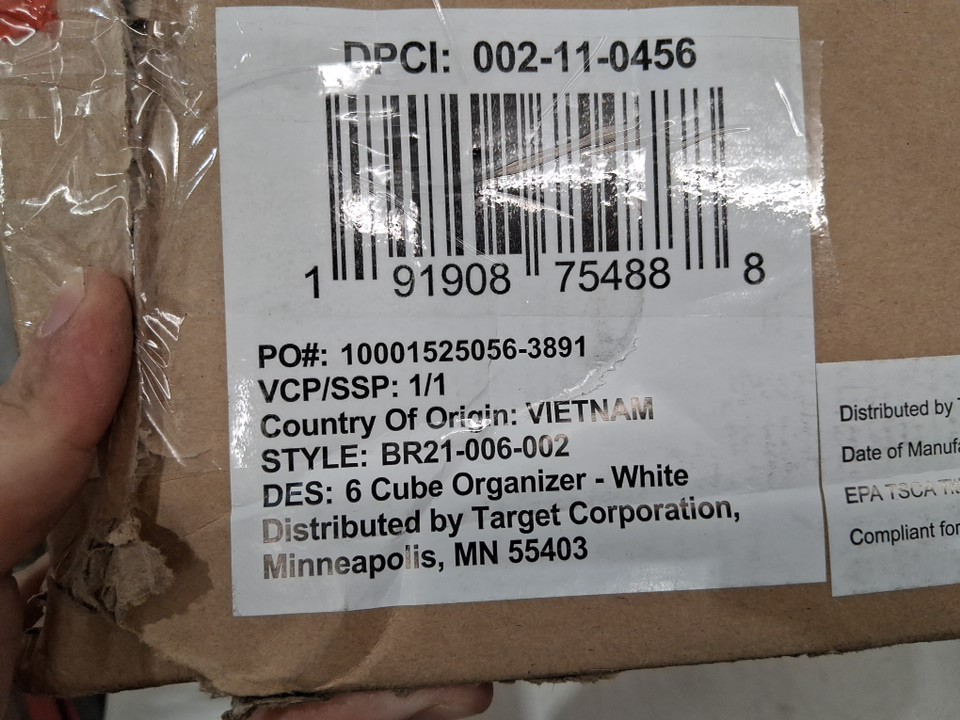 DPCI: 002-11-0456
1 91908 75488 8
PO#: 10001525056-3891
VCP/SSP: 1/1
Country Of Origin: VIETNAM
STYLE: BR21-006-002
DES: 6 Cube Organizer - White
Distributed by Target Corporation,
Minneapolis, MN 55403
Distributed by
Date of
EPA TSCA
Compliant for